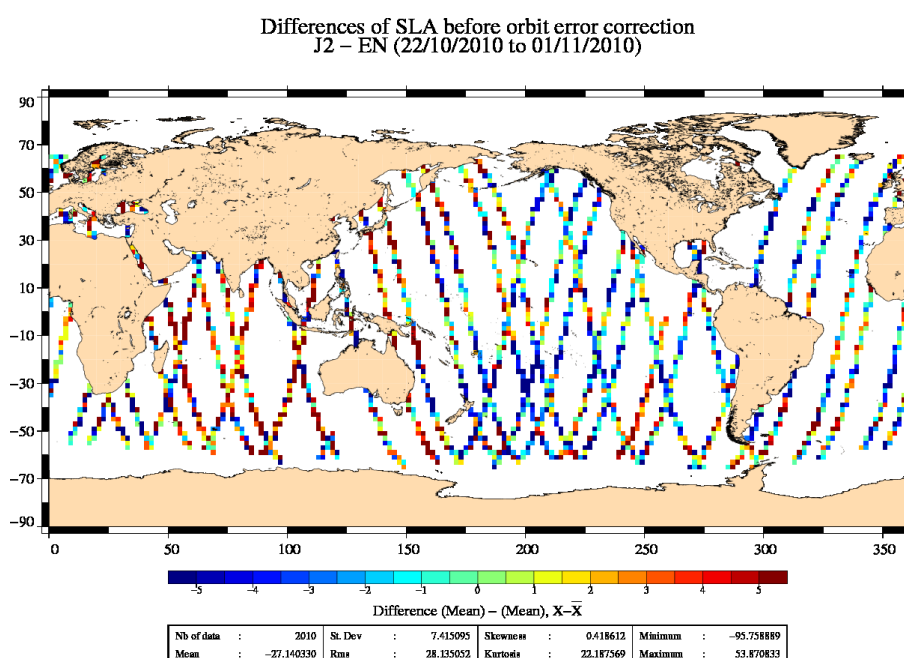 Differences of SLA before orbit error correction
J2 − EN (22/10/2010 to 01/11/2010)
90
70
50
30
10
−10
−30
−50
−70
−90
0 50 100 150 200 250 300 350
−5 −4 −3 −2 −1 0 1 2 3 4 5
Difference (Mean) − (Mean), X−X̅
Nb of data : 2010 St. Dev : 7.415095 Skewness : 0.418612 Minimum : −95.758889
Mean : −27.140330 Rms : 28.135052 Kurtosis : 22.187569 Maximum : 53.870833